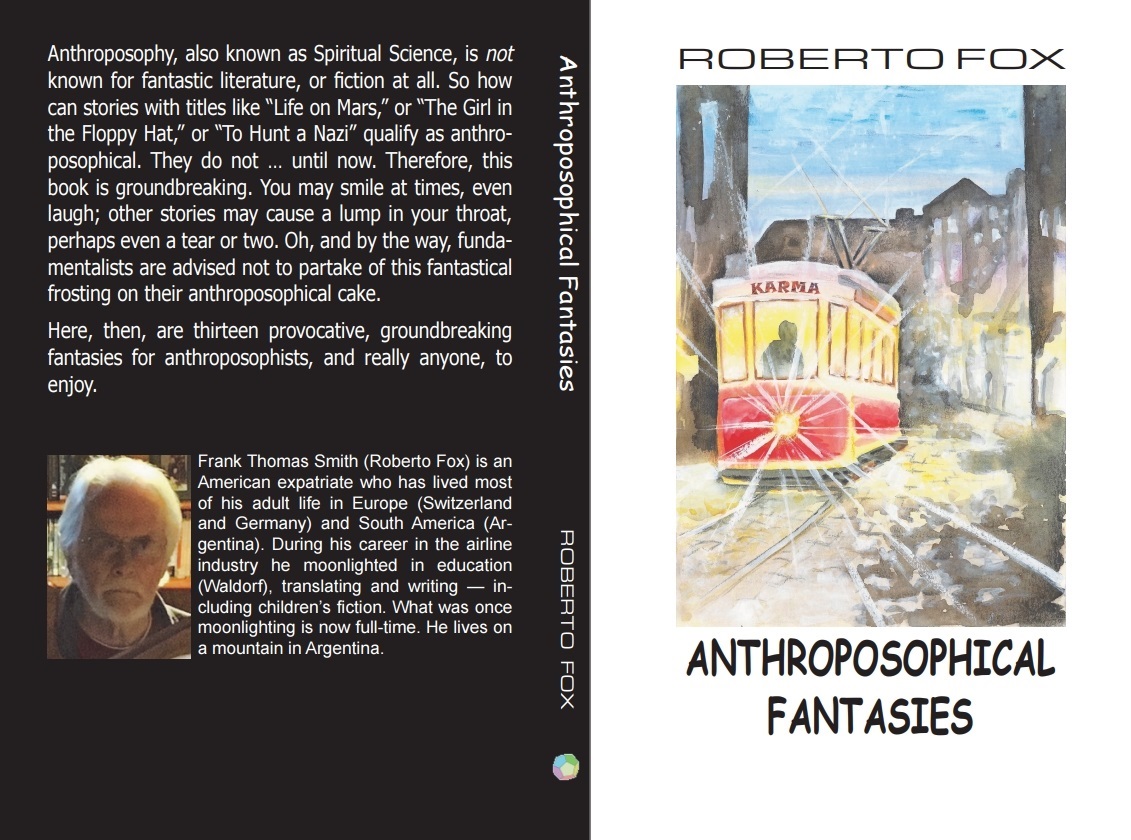 Anthroposophy, also known as Spiritual Science, is not
known for fantastic literature, or fiction at all. So how
can stories with titles like “Life on Mars,” or “The Girl in
the Floppy Hat,” or “To Hunt a Nazi” qualify as anthro-
posophical. They do not ... until now. Therefore, this
book is groundbreaking. You may smile at times, even
laugh; other stories may cause a lump in your throat,
perhaps even a tear or two. Oh, and by the way, funda-
mentalists are advised not to partake of this fantastical
frosting on their anthroposophical cake.
Here, then, are thirteen provocative, groundbreaking
fantasies for anthroposophists, and really anyone, to
enjoy.
Frank Thomas Smith (Roberto Fox) is an
American expatriate who has lived most
of his adult life in Europe (Switzerland
and Germany) and South America (Ar-
gentina). During his career in the airline
industry he moonlighted in education
(Waldorf), translating and writing — in-
cluding children’s fiction. What was once
moonlighting is now full-time. He lives on
a mountain in Argentina.
Anthroposophical Fantasies
ROBERTO FOX
ROBERTO FOX
KARMA
ANTHROPOSOPHICAL
FANTASIES